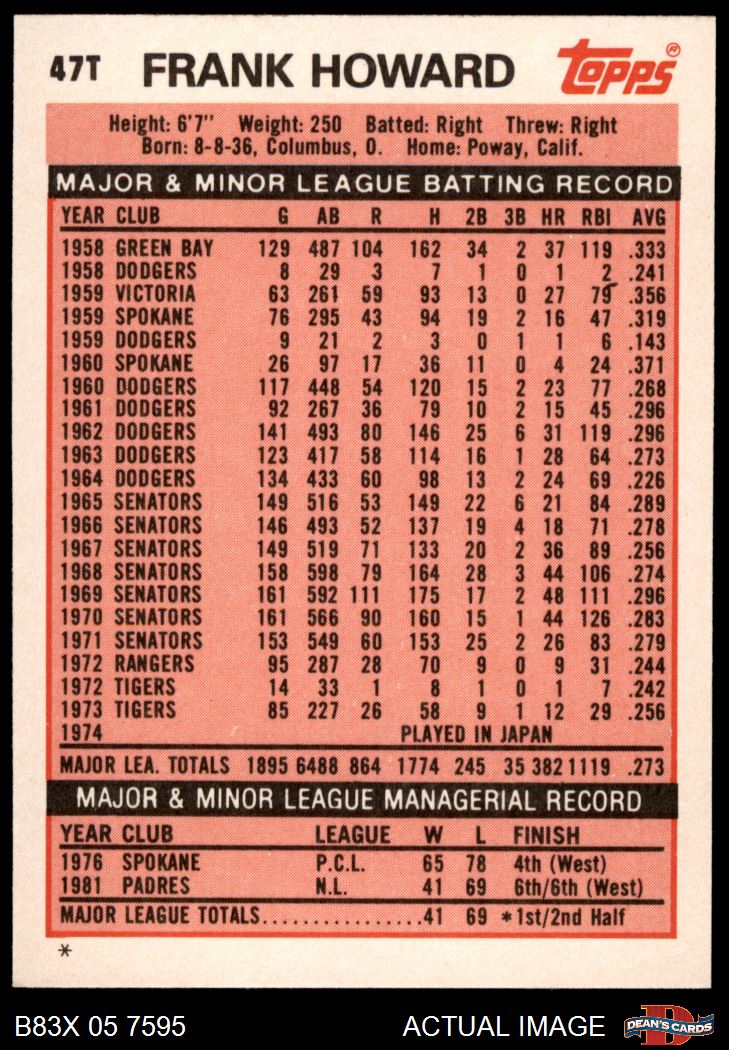 47T FRANK HOWARD Topps®
Height: 6'7" Weight: 250 Batted: Right Threw: Right
Born: 8-8-36, Columbus, O. Home: Poway, Calif.
MAJOR & MINOR LEAGUE BATTING RECORD
YEAR CLUB G AB R H 2B 3B HR RBI AVG
1958 GREEN BAY 129 487 104 162 34 2 37 119 .333
1958 DODGERS 8 29 3 7 1 0 1 2 .241
1959 VICTORIA 63 261 59 93 13 0 27 79 .356
1959 SPOKANE 76 295 43 94 19 2 16 47 .319
1959 DODGERS 9 21 2 3 0 1 1 6 .143
1960 SPOKANE 26 97 17 36 11 0 4 24 .371
1960 DODGERS 117 448 54 120 15 2 23 77 .268
1961 DODGERS 92 267 36 79 10 2 15 45 .296
1962 DODGERS 141 493 80 146 25 6 31 119 .296
1963 DODGERS 123 417 58 114 16 1 28 64 .273
1964 DODGERS 134 433 60 98 13 2 24 69 .226
1965 SENATORS 149 516 53 149 22 6 21 84 .289
1966 SENATORS 146 493 52 137 19 4 18 71 .278
1967 SENATORS 149 519 71 133 20 2 36 89 .256
1968 SENATORS 158 598 79 164 28 3 44 106 .274
1969 SENATORS 161 592 111 175 17 2 48 111 .296
1970 SENATORS 161 566 90 160 15 1 44 126 .283
1971 SENATORS 153 549 60 153 25 2 26 83 .279
1972 RANGERS 95 287 28 70 9 0 9 31 .244
1972 TIGERS 14 33 1 8 1 0 1 7 .242
1973 TIGERS 85 227 26 58 9 1 12 29 .256
1974 PLAYED IN JAPAN
MAJOR LEA. TOTALS 1895 6488 864 1774 245 35 382 1119 .273
MAJOR & MINOR LEAGUE MANAGERIAL RECORD
YEAR CLUB LEAGUE W L FINISH
1976 SPOKANE P.C.L. 65 78 4th (West)
1981 PADRES N.L. 41 69 6th/6th (West)
MAJOR LEAGUE TOTALS................41 69 *1st/2nd Half
*
B83X 05 7595 ACTUAL IMAGE DEAN'S CARDS